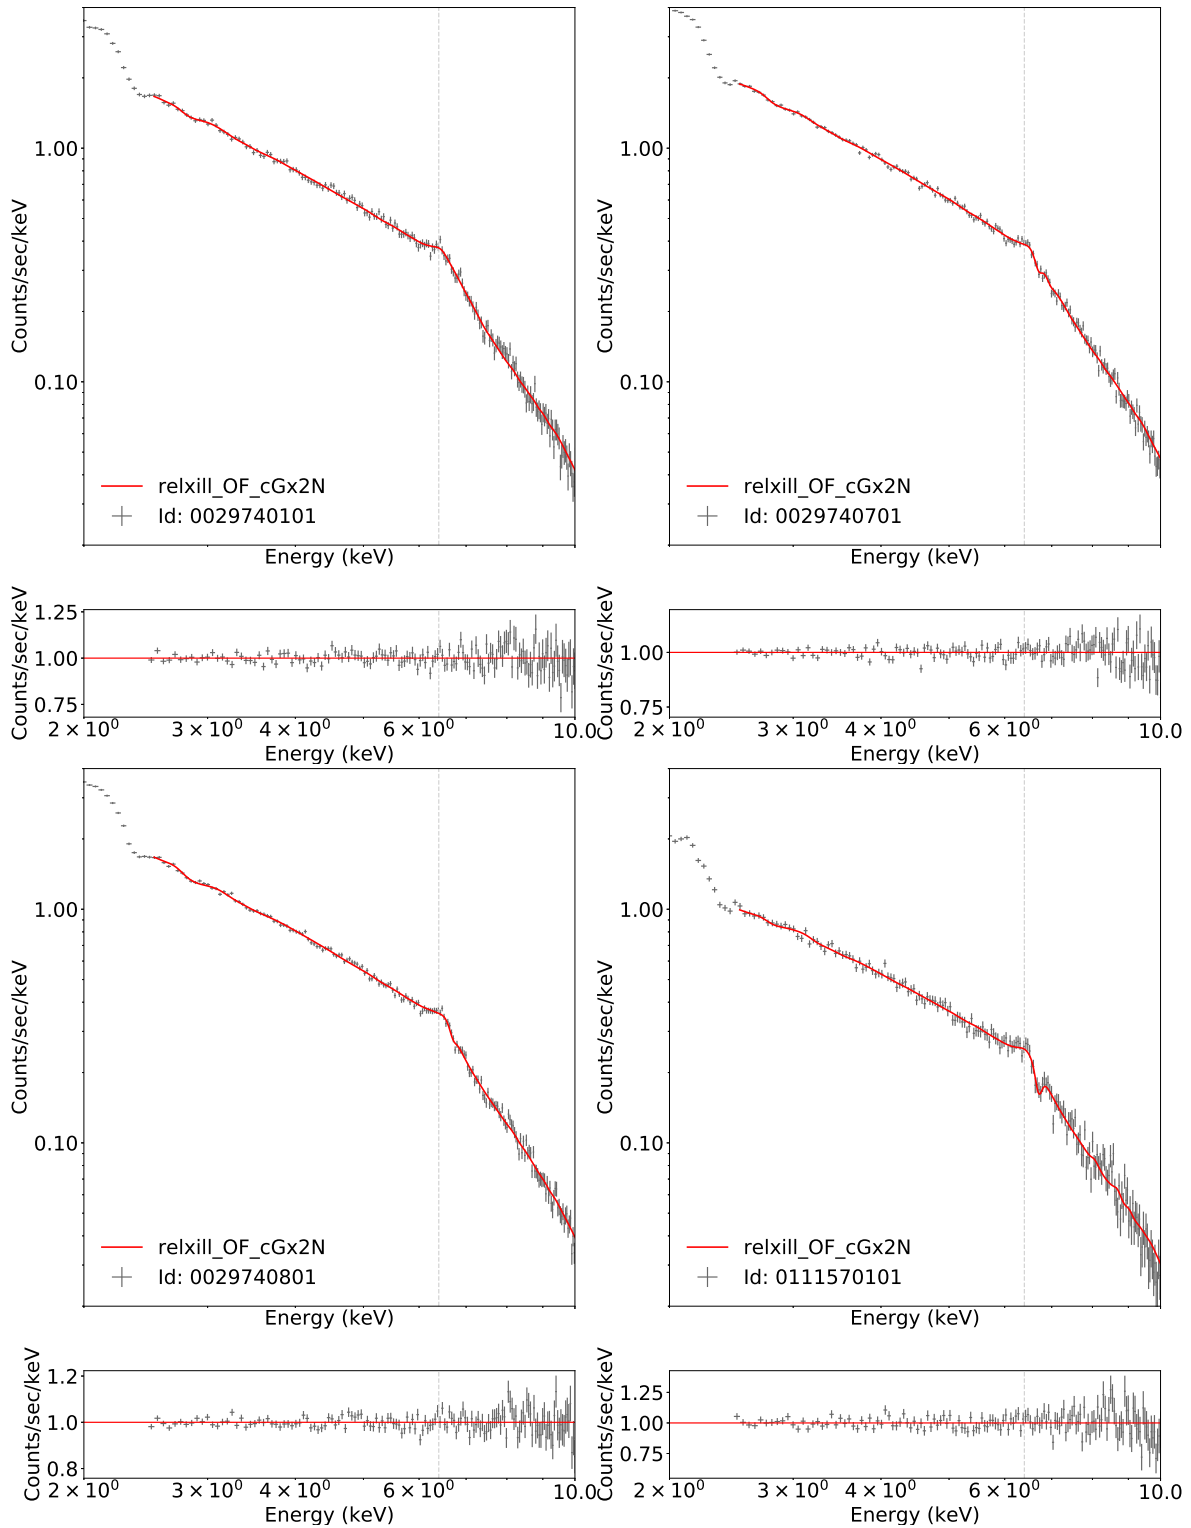 Counts/sec/keV
1.00
0.10
relxill_OF_cGx2N
Id: 0029740101
Energy (keV)
Counts/sec/keV
1.00
0.10
relxill_OF_cGx2N
Id: 0029740701
Energy (keV)
Counts/sec/keV
1.25
1.00
0.75
2 × 10⁰
3 × 10⁰
4 × 10⁰
6 × 10⁰
10.0
Energy (keV)
Counts/sec/keV
1.00
0.75
2 × 10⁰
3 × 10⁰
4 × 10⁰
6 × 10⁰
10.0
Energy (keV)
Counts/sec/keV
1.00
0.10
relxill_OF_cGx2N
Id: 0029740801
Energy (keV)
Counts/sec/keV
1.00
0.10
relxill_OF_cGx2N
Id: 0111570101
Energy (keV)
Counts/sec/keV
1.2
1.0
0.8
2 × 10⁰
3 × 10⁰
4 × 10⁰
6 × 10⁰
10.0
Energy (keV)
Counts/sec/keV
1.25
1.00
0.75
2 × 10⁰
3 × 10⁰
4 × 10⁰
6 × 10⁰
10.0
Energy (keV)